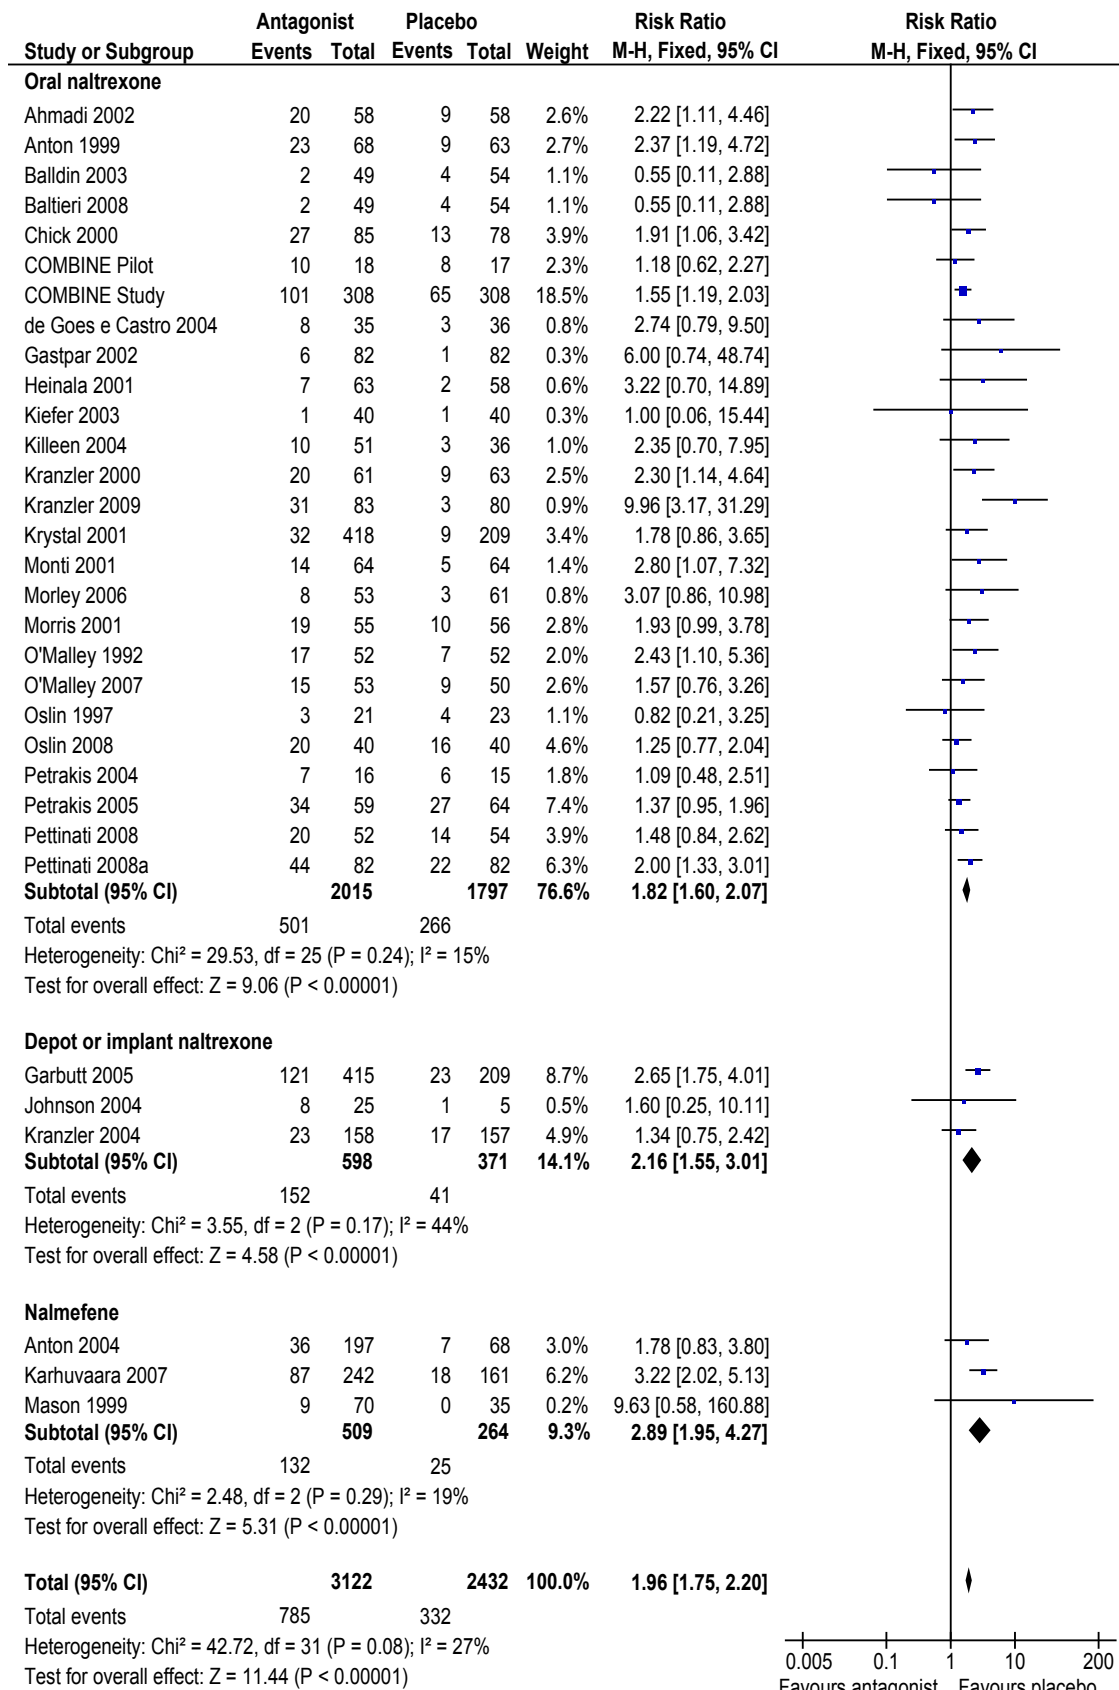 Antagonist Placebo Risk Ratio Risk Ratio
Study or Subgroup Events Total Events Total Weight M-H, Fixed, 95% CI M-H, Fixed, 95% CI
Oral naltrexone
Ahmadi 2002 20 58 9 58 2.6% 2.22 [1.11, 4.46]
Anton 1999 23 68 9 63 2.7% 2.37 [1.19, 4.72]
Balldin 2003 2 49 4 54 1.1% 0.55 [0.11, 2.88]
Baltieri 2008 2 49 4 54 1.1% 0.55 [0.11, 2.88]
Chick 2000 27 85 13 78 3.9% 1.91 [1.06, 3.42]
COMBINE Pilot 10 18 8 17 2.3% 1.18 [0.62, 2.27]
COMBINE Study 101 308 65 308 18.5% 1.55 [1.19, 2.03]
de Goes e Castro 2004 8 35 3 36 0.8% 2.74 [0.79, 9.50]
Gastpar 2002 6 82 1 82 0.3% 6.00 [0.74, 48.74]
Heinala 2001 7 63 2 58 0.6% 3.22 [0.70, 14.89]
Kiefer 2003 1 40 1 40 0.3% 1.00 [0.06, 15.44]
Killeen 2004 10 51 3 36 1.0% 2.35 [0.70, 7.95]
Kranzler 2000 20 61 9 63 2.5% 2.30 [1.14, 4.64]
Kranzler 2009 31 83 3 80 0.9% 9.96 [3.17, 31.29]
Krystal 2001 32 418 9 209 3.4% 1.78 [0.86, 3.65]
Monti 2001 14 64 5 64 1.4% 2.80 [1.07, 7.32]
Morley 2006 8 53 3 61 0.8% 3.07 [0.86, 10.98]
Morris 2001 19 55 10 56 2.8% 1.93 [0.99, 3.78]
O'Malley 1992 17 52 7 52 2.0% 2.43 [1.10, 5.36]
O'Malley 2007 15 53 9 50 2.6% 1.57 [0.76, 3.26]
Oslin 1997 3 21 4 23 1.1% 0.82 [0.21, 3.25]
Oslin 2008 20 40 16 40 4.6% 1.25 [0.77, 2.04]
Petrakis 2004 7 16 6 15 1.8% 1.09 [0.48, 2.51]
Petrakis 2005 34 59 27 64 7.4% 1.37 [0.95, 1.96]
Pettinati 2008 20 52 14 54 3.9% 1.48 [0.84, 2.62]
Pettinati 2008a 44 82 22 82 6.3% 2.00 [1.33, 3.01]
Subtotal (95% CI) 2015 1797 76.6% 1.82 [1.60, 2.07]
Total events 501 266
Heterogeneity: Chi² = 29.53, df = 25 (P = 0.24); I² = 15%
Test for overall effect: Z = 9.06 (P < 0.00001)
Depot or implant naltrexone
Garbutt 2005 121 415 23 209 8.7% 2.65 [1.75, 4.01]
Johnson 2004 8 25 1 5 0.5% 1.60 [0.25, 10.11]
Kranzler 2004 23 158 17 157 4.9% 1.34 [0.75, 2.42]
Subtotal (95% CI) 598 371 14.1% 2.16 [1.55, 3.01]
Total events 152 41
Heterogeneity: Chi² = 3.55, df = 2 (P = 0.17); I² = 44%
Test for overall effect: Z = 4.58 (P < 0.00001)
Nalmefene
Anton 2004 36 197 7 68 3.0% 1.78 [0.83, 3.80]
Karhuvaara 2007 87 242 18 161 6.2% 3.22 [2.02, 5.13]
Mason 1999 9 70 0 35 0.2% 9.63 [0.58, 160.88]
Subtotal (95% CI) 509 264 9.3% 2.89 [1.95, 4.27]
Total events 132 25
Heterogeneity: Chi² = 2.48, df = 2 (P = 0.29); I² = 19%
Test for overall effect: Z = 5.31 (P < 0.00001)
Total (95% CI) 3122 2432 100.0% 1.96 [1.75, 2.20]
Total events 785 332
Heterogeneity: Chi² = 42.72, df = 31 (P = 0.08); I² = 27%
Test for overall effect: Z = 11.44 (P < 0.00001)
0.005 0.1 1 10 200
Favours antagonist Favours placebo